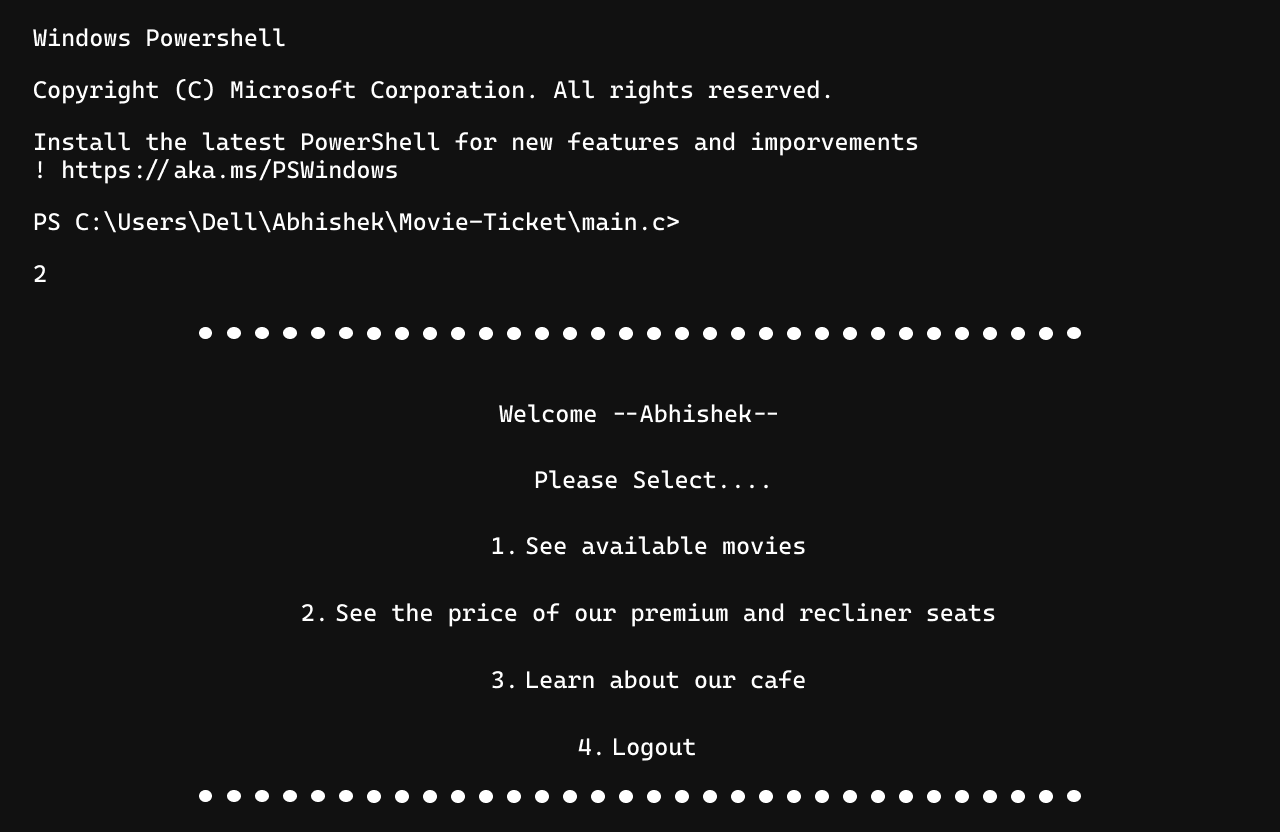 Windows Powershell
Copyright (C) Microsoft Corporation. All rights reserved.
Install the latest PowerShell for new features and imporvements
! https://aka.ms/PSWindows
PS C:\Users\Dell\Abhishek\Movie-Ticket\main.c>
2
Welcome --Abhishek--
Please Select....
1. See available movies
2. See the price of our premium and recliner seats
3. Learn about our cafe
4. Logout